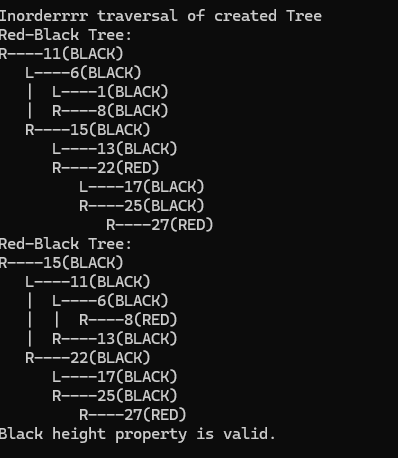 Inorderrrr traversal of created Tree
Red-Black Tree:
R----11(BLACK)
   L----6(BLACK)
   |  L----1(BLACK)
   |  R----8(BLACK)
   R----15(BLACK)
      L----13(BLACK)
      R----22(RED)
         L----17(BLACK)
         R----25(BLACK)
            R----27(RED)
Red-Black Tree:
R----15(BLACK)
   L----11(BLACK)
   |  L----6(BLACK)
   |  |  R----8(RED)
   |  R----13(BLACK)
   R----22(BLACK)
      L----17(BLACK)
      R----25(BLACK)
         R----27(RED)
Black height property is valid.